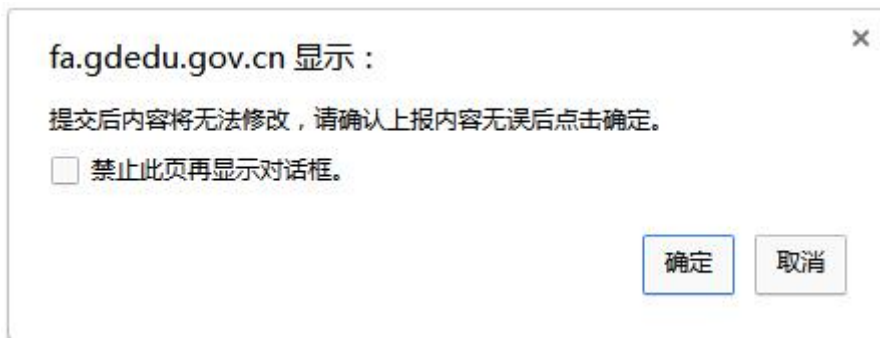 fa.gdedu.gov.cn 显示：
提交后内容将无法修改，请确认上报内容无误后点击确定。
禁止此页再显示对话框。
确定 取消